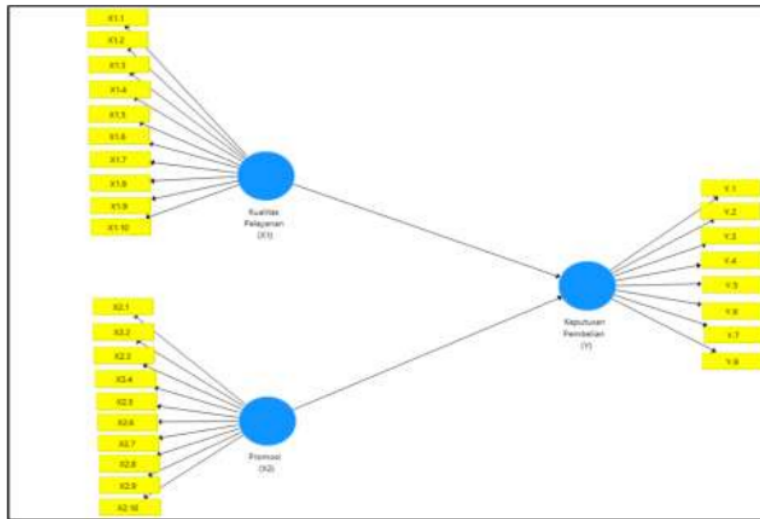 X1.1
X1.2
X1.3
X1.4
X1.5
X1.6
X1.7
X1.8
X1.9
X1.10
Kualitas
Pelayanan
(X1)
X2.1
X2.2
X2.3
X2.4
X2.5
X2.6
X2.7
X2.8
X2.9
X2.10
Promosi
(X2)
Y.1
Y.2
Y.3
Y.4
Y.5
Y.6
Y.7
Y.8
Keputusan
Pembelian
(Y)